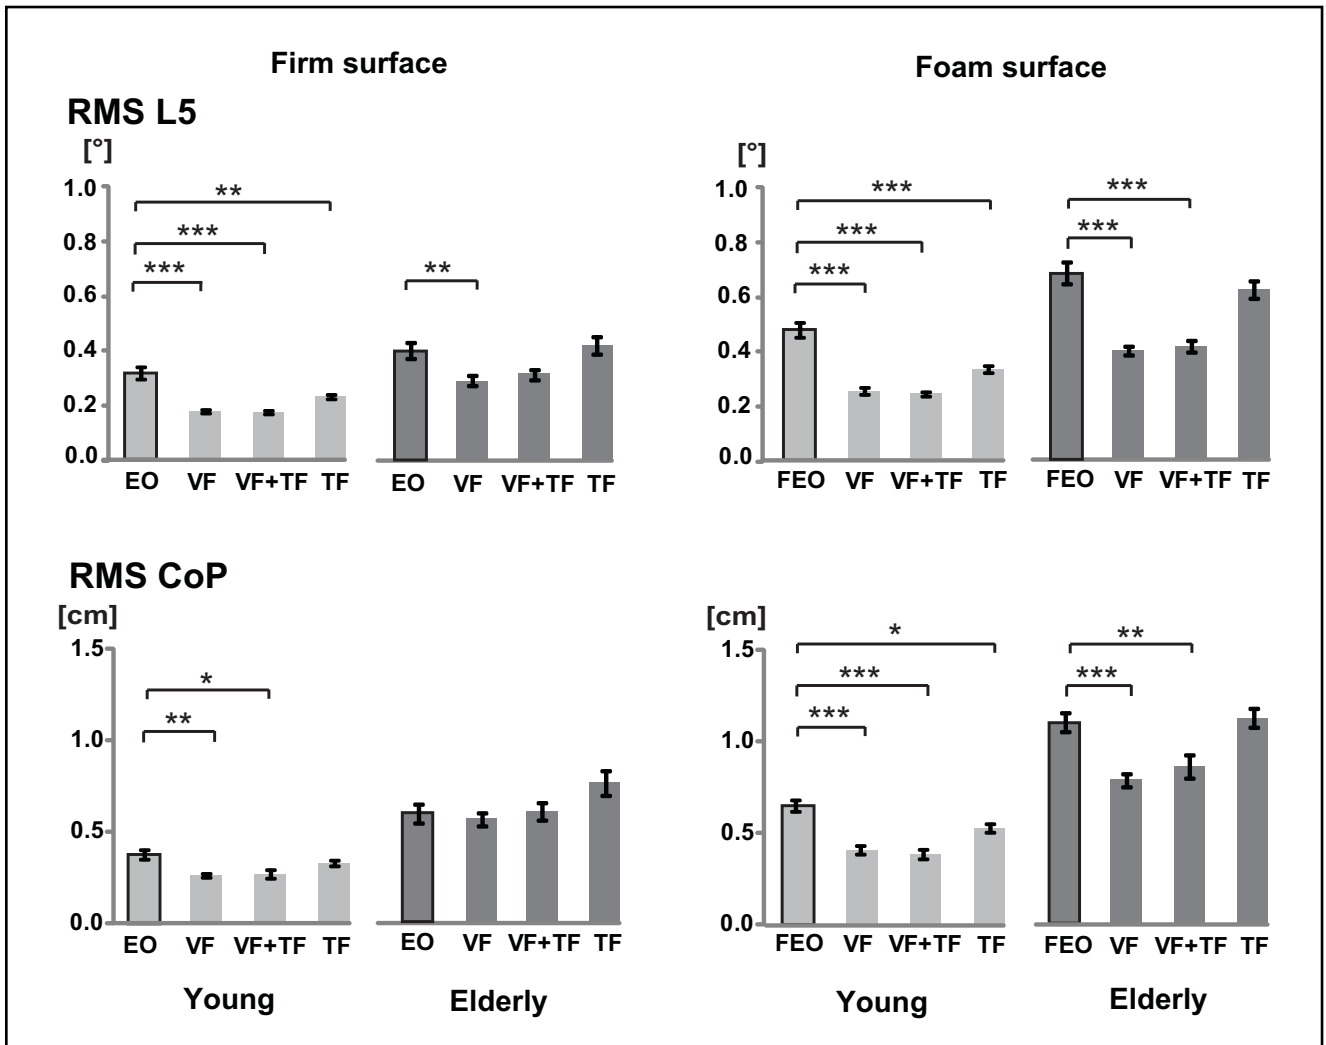 Firm surface Foam surface
RMS L5
[°] [°]
** *** ***
1.0 1.0
*** *** ***
0.8 0.8
*** ** ***
0.6 0.6
0.4 0.4
0.2 0.2
0.0 0.0
EO VF VF+TF TF EO VF VF+TF TF FEO VF VF+TF TF FEO VF VF+TF TF
RMS CoP
[cm] [cm]
* **
1.5 1.5
* *** ***
** ***
1.0 1.0
0.5 0.5
0.0 0.0
EO VF VF+TF TF EO VF VF+TF TF FEO VF VF+TF TF FEO VF VF+TF TF
Young Elderly Young Elderly